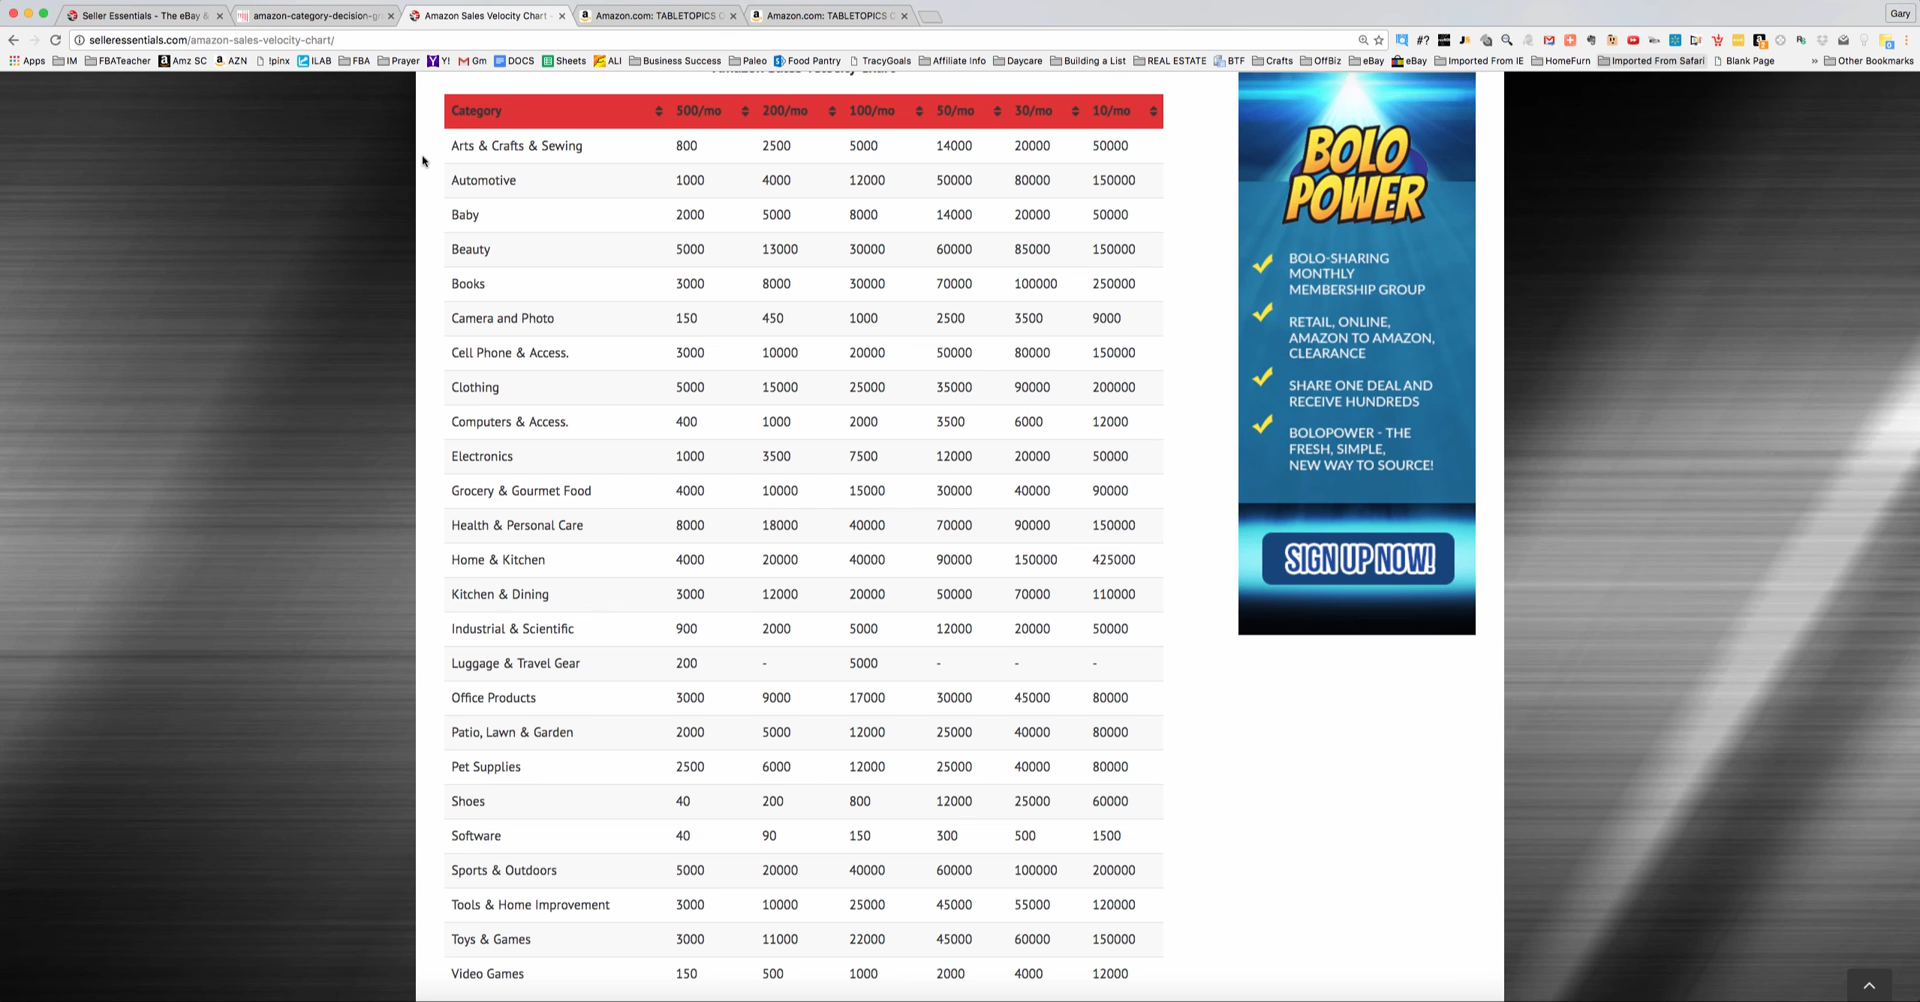 Seller Essentials - The eBay &
amazon-category-decision-gr
Amazon Sales Velocity Chart -
Amazon.com: TABLETOPICS C
Amazon.com: TABLETOPICS C
Gary
selleressentials.com/amazon-sales-velocity-chart/
Apps IM FBATeacher Amz SC AZN !pinx ILAB FBA Prayer Y! Gm DOCS Sheets ALI Business Success Paleo Food Pantry TracyGoals Affiliate Info Daycare Building a List REAL ESTATE BTF Crafts OffBiz eBay eBay Imported From IE HomeFurn Imported From Safari Blank Page » Other Bookmarks
Category 500/mo 200/mo 100/mo 50/mo 30/mo 10/mo
Arts & Crafts & Sewing 800 2500 5000 14000 20000 50000
Automotive 1000 4000 12000 50000 80000 150000
Baby 2000 5000 8000 14000 20000 50000
Beauty 5000 13000 30000 60000 85000 150000
Books 3000 8000 30000 70000 100000 250000
Camera and Photo 150 450 1000 2500 3500 9000
Cell Phone & Access. 3000 10000 20000 50000 80000 150000
Clothing 5000 15000 25000 35000 90000 200000
Computers & Access. 400 1000 2000 3500 6000 12000
Electronics 1000 3500 7500 12000 20000 50000
Grocery & Gourmet Food 4000 10000 15000 30000 40000 90000
Health & Personal Care 8000 18000 40000 70000 90000 150000
Home & Kitchen 4000 20000 40000 90000 150000 425000
Kitchen & Dining 3000 12000 20000 50000 70000 110000
Industrial & Scientific 900 2000 5000 12000 20000 50000
Luggage & Travel Gear 200 - 5000 - - -
Office Products 3000 9000 17000 30000 45000 80000
Patio, Lawn & Garden 2000 5000 12000 25000 40000 80000
Pet Supplies 2500 6000 12000 25000 40000 80000
Shoes 40 200 800 12000 25000 60000
Software 40 90 150 300 500 1500
Sports & Outdoors 5000 20000 40000 60000 100000 200000
Tools & Home Improvement 3000 10000 25000 45000 55000 120000
Toys & Games 3000 11000 22000 45000 60000 150000
Video Games 150 500 1000 2000 4000 12000
BOLO
POWER
BOLO-SHARING
MONTHLY
MEMBERSHIP GROUP
RETAIL, ONLINE,
AMAZON TO AMAZON,
CLEARANCE
SHARE ONE DEAL AND
RECEIVE HUNDREDS
BOLOPOWER - THE
FRESH, SIMPLE,
NEW WAY TO SOURCE!
SIGN UP NOW!